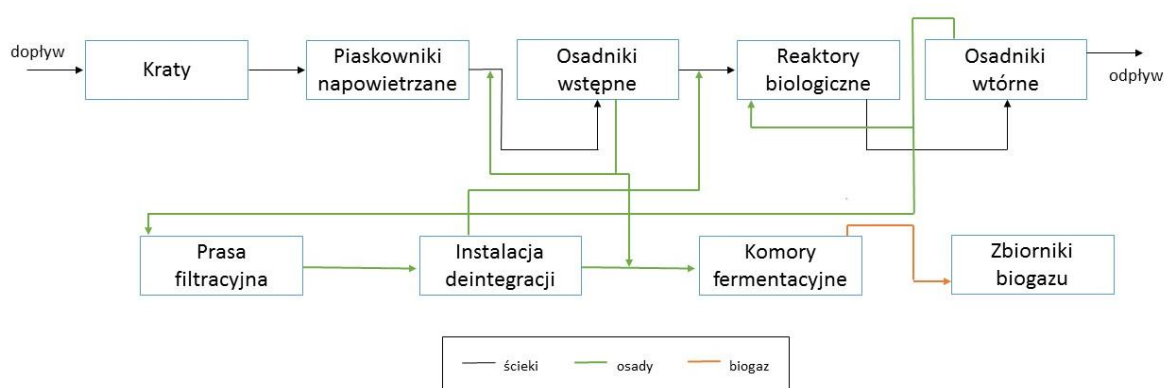 dopływ
Kraty
Piaskowniki
napowietrzane
Osadniki
wstępne
Reaktory
biologiczne
Osadniki
wtórne
odpływ
Prasa
filtracyjna
Instalacja
deintegracji
Komory
fermentacyjne
Zbiorniki
biogazu
ścieki
osady
biogaz